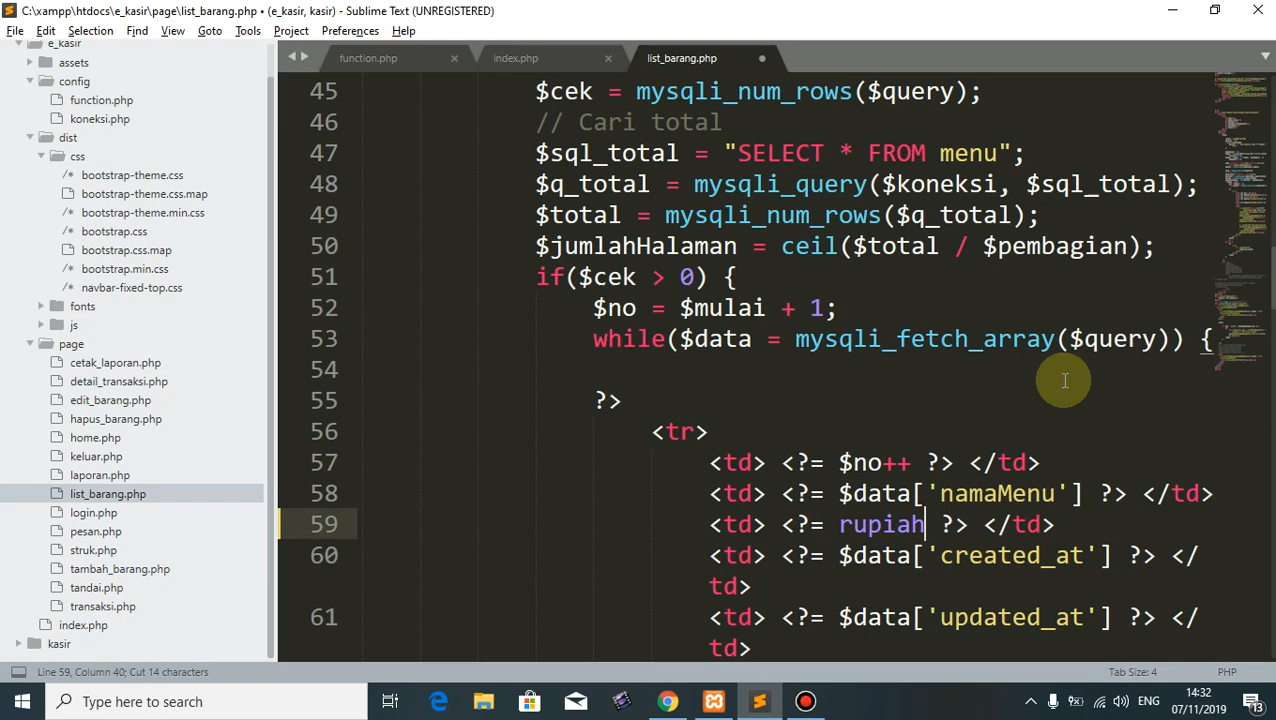 C:\xampp\htdocs\e_kasir\page\list_barang.php • (e_kasir, kasir) - Sublime Text (UNREGISTERED)
File Edit Selection Find View Goto Tools Project Preferences Help
e_kasir
assets
config
function.php
koneksi.php
dist
css
/* bootstrap-theme.css
bootstrap-theme.css.map
bootstrap-theme.min.css
/* bootstrap.css
bootstrap.css.map
/* bootstrap.min.css
/* navbar-fixed-top.css
fonts
js
page
cetak_laporan.php
detail_transaksi.php
edit_barang.php
hapus_barang.php
home.php
keluar.php
laporan.php
list_barang.php
login.php
pesan.php
struk.php
tambah_barang.php
tandai.php
transaksi.php
index.php
kasir
function.php index.php list_barang.php
45 $cek = mysqli_num_rows($query);
46 // Cari total
47 $sql_total = "SELECT * FROM menu";
48 $q_total = mysqli_query($koneksi, $sql_total);
49 $total = mysqli_num_rows($q_total);
50 $jumlahHalaman = ceil($total / $pembagian);
51 if($cek > 0) {
52 $no = $mulai + 1;
53 while($data = mysqli_fetch_array($query)) {
54
55 ?>
56 <tr>
57 <td> <?= $no++ ?> </td>
58 <td> <?= $data['namaMenu'] ?> </td>
59 <td> <?= rupiah ?> </td>
60 <td> <?= $data['created_at'] ?> </
td>
61 <td> <?= $data['updated_at'] ?> </
td>
Line 59, Column 40; Cut 14 characters Tab Size: 4 PHP
Type here to search
ENG
14:32
07/11/2019
13